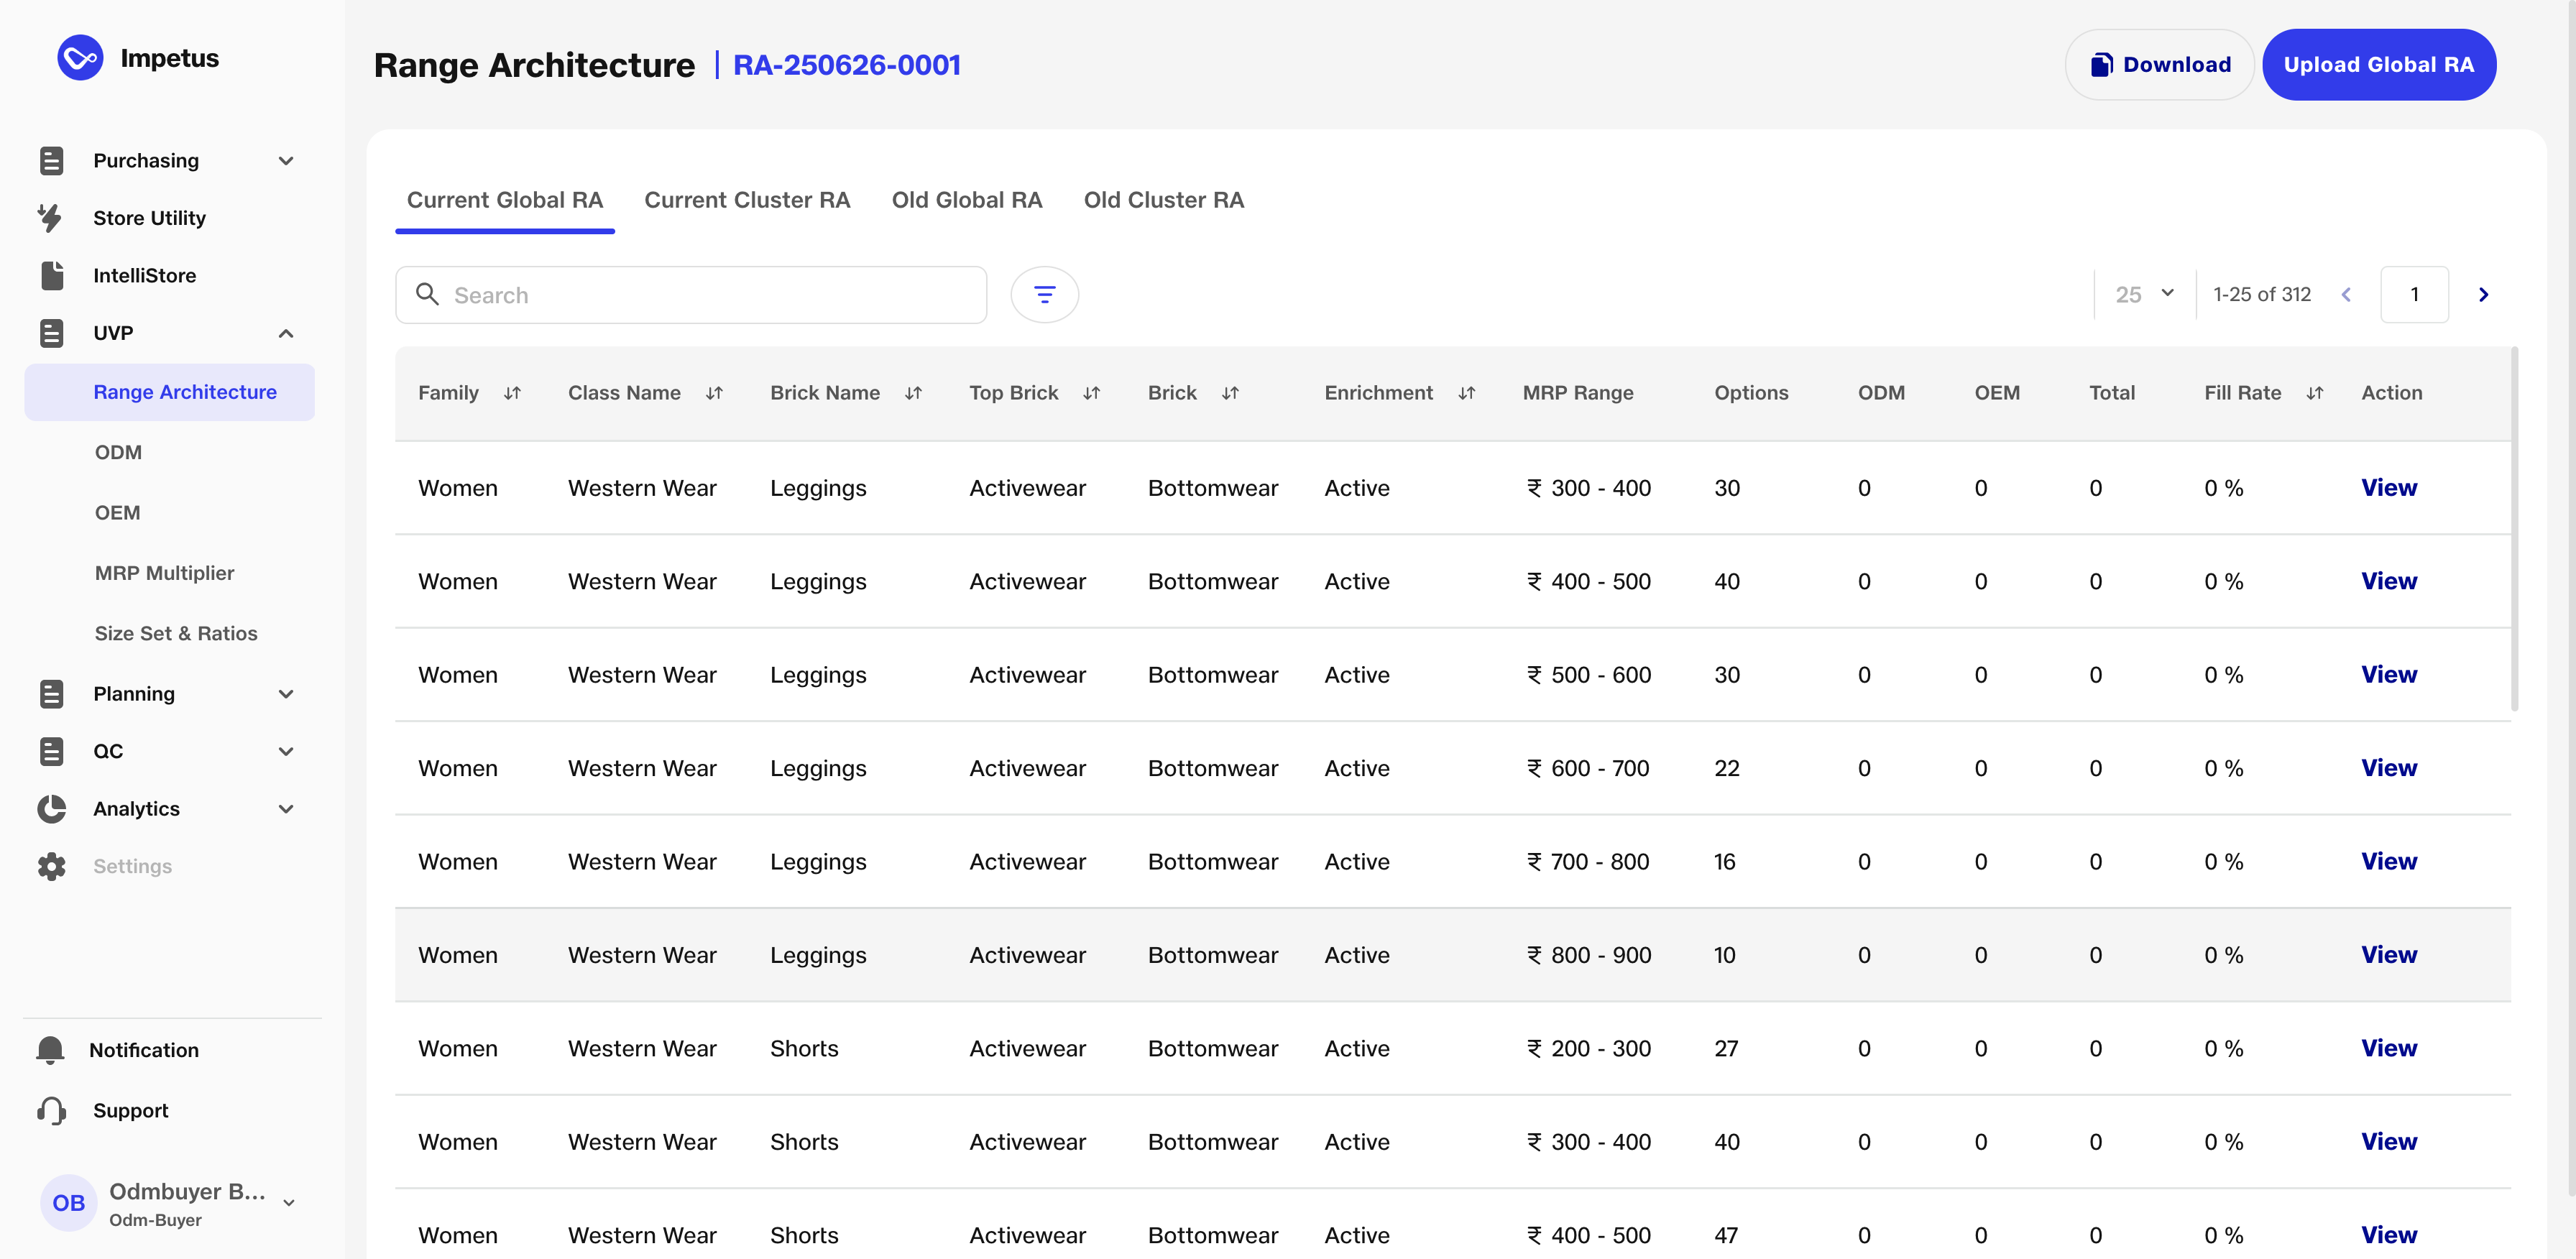 Impetus
Purchasing
Store Utility
IntelliStore
UVP
Range Architecture
ODM
OEM
MRP Multiplier
Size Set & Ratios
Planning
QC
Analytics
Settings
Notification
Support
OB
Odmbuyer B...
Odm-Buyer
Range Architecture | RA-250626-0001
Download
Upload Global RA
Current Global RA Current Cluster RA Old Global RA Old Cluster RA
Search
25 1-25 of 312 1
Family Class Name Brick Name Top Brick Brick Enrichment MRP Range Options ODM OEM Total Fill Rate Action
Women Western Wear Leggings Activewear Bottomwear Active ₹ 300 - 400 30 0 0 0 0 % View
Women Western Wear Leggings Activewear Bottomwear Active ₹ 400 - 500 40 0 0 0 0 % View
Women Western Wear Leggings Activewear Bottomwear Active ₹ 500 - 600 30 0 0 0 0 % View
Women Western Wear Leggings Activewear Bottomwear Active ₹ 600 - 700 22 0 0 0 0 % View
Women Western Wear Leggings Activewear Bottomwear Active ₹ 700 - 800 16 0 0 0 0 % View
Women Western Wear Leggings Activewear Bottomwear Active ₹ 800 - 900 10 0 0 0 0 % View
Women Western Wear Shorts Activewear Bottomwear Active ₹ 200 - 300 27 0 0 0 0 % View
Women Western Wear Shorts Activewear Bottomwear Active ₹ 300 - 400 40 0 0 0 0 % View
Women Western Wear Shorts Activewear Bottomwear Active ₹ 400 - 500 47 0 0 0 0 % View